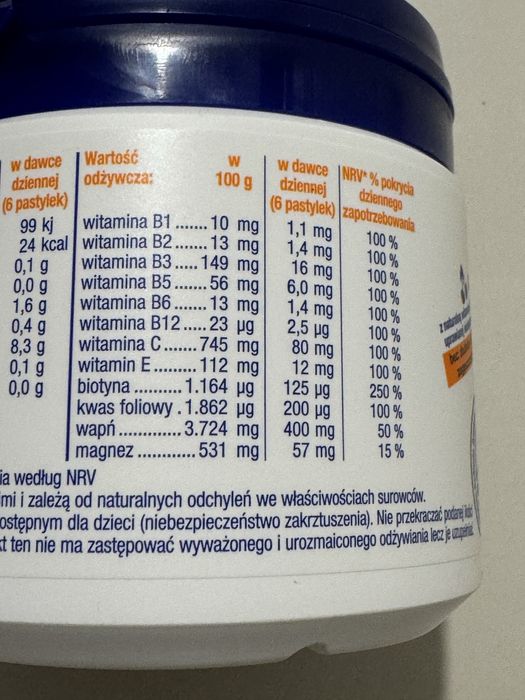 w dawce
dziennej
(6 pastylek)
99 kj
24 kcal
0,1 g
0,0 g
1,6 g
0,4 g
8,3 g
0,1 g
0,0 g
Wartość odżywcza: w 100 g w dawce dziennej (6 pastylek) NRV* % pokrycia dziennego zapotrzebowania
witamina B1 ....... 10 mg 1,1 mg 100 %
witamina B2 ....... 13 mg 1,4 mg 100 %
witamina B3 ..... 149 mg 16 mg 100 %
witamina B5 ....... 56 mg 6,0 mg 100 %
witamina B6 ....... 13 mg 1,4 mg 100 %
witamina B12 ..... 23 µg 2,5 µg 100 %
witamina C ...... 745 mg 80 mg 100 %
witamin E ......... 112 mg 12 mg 100 %
biotyna ......... 1.164 µg 125 µg 250 %
kwas foliowy . 1.862 µg 200 µg 100 %
wapń ............. 3.724 mg 400 mg 50 %
magnez ............ 531 mg 57 mg 15 %
ia według NRV
mi i zależą od naturalnych odchyleń we właściwościach surowców.
ostępnym dla dzieci (niebezpieczeństwo zakrztuszenia). Nie przekraczać podanej
kt ten nie ma zastępować wyważonego i urozmaiconego odżywiania lecz je